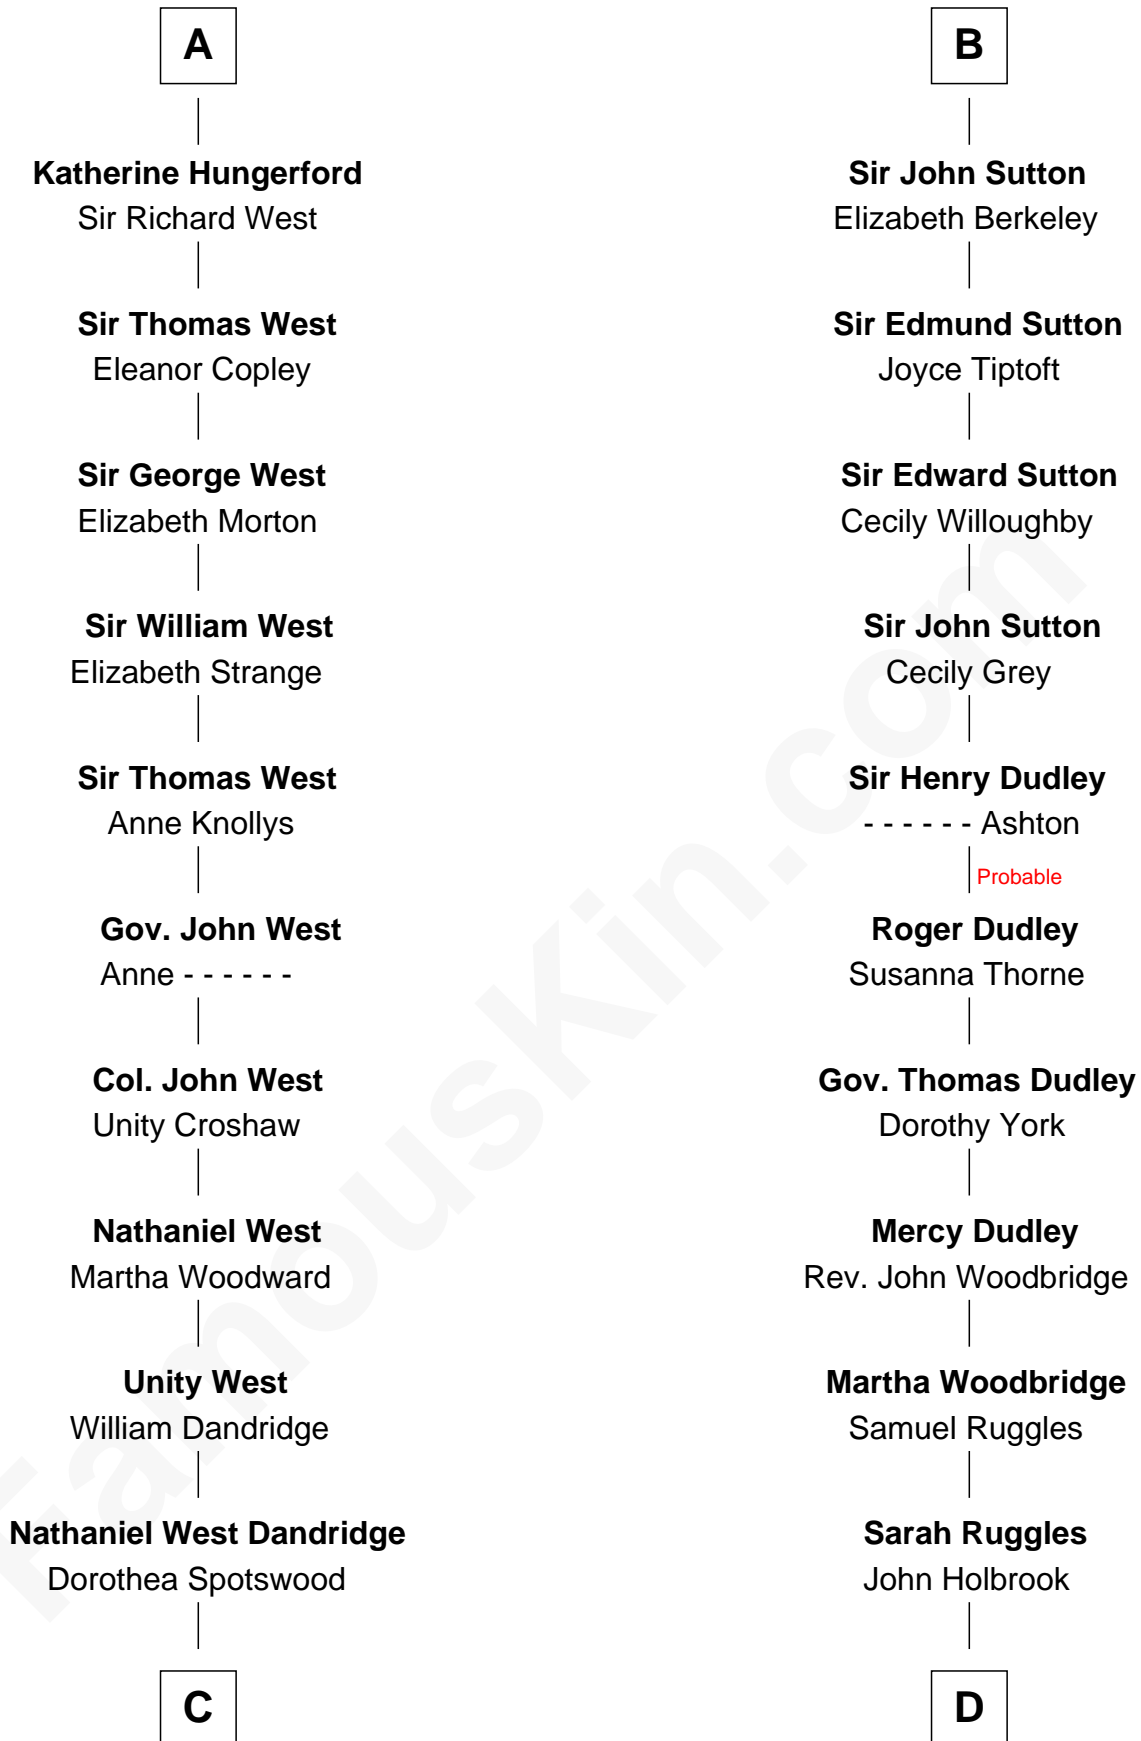 A
Katherine Hungerford
Sir Richard West
Sir Thomas West
Eleanor Copley
Sir George West
Elizabeth Morton
Sir William West
Elizabeth Strange
Sir Thomas West
Anne Knollys
Gov. John West
Anne - - - - - -
Col. John West
Unity Croshaw
Nathaniel West
Martha Woodward
Unity West
William Dandridge
Nathaniel West Dandridge
Dorothea Spotswood
C
B
Sir John Sutton
Elizabeth Berkeley
Sir Edmund Sutton
Joyce Tiptoft
Sir Edward Sutton
Cecily Willoughby
Sir John Sutton
Cecily Grey
Sir Henry Dudley
- - - - - - Ashton
Probable
Roger Dudley
Susanna Thorne
Gov. Thomas Dudley
Dorothy York
Mercy Dudley
Rev. John Woodbridge
Martha Woodbridge
Samuel Ruggles
Sarah Ruggles
John Holbrook
D
FamousKin.com